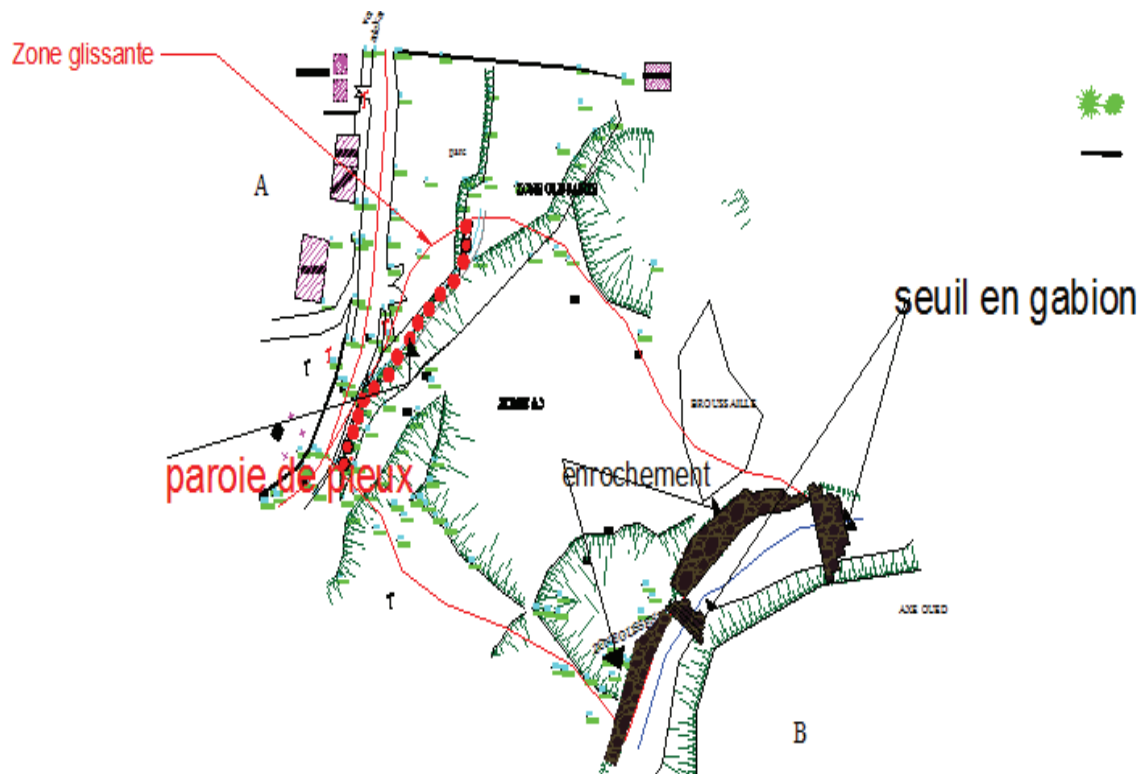 Zone glissante
parc
A
ZONE GLISSANTE
seuil en gabion
BROUSSAILLE
paroie de pieux
enrochement
AXE OUED
B